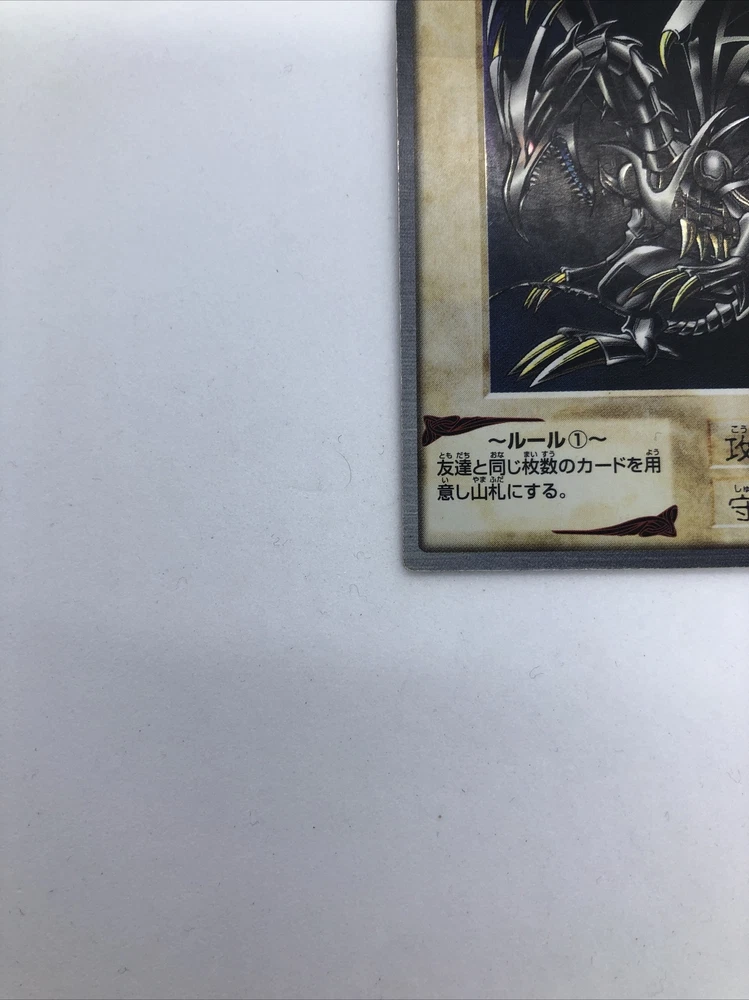 ~ルール①~
友達と同じ枚数のカードを用
意し山札にする。
攻
守